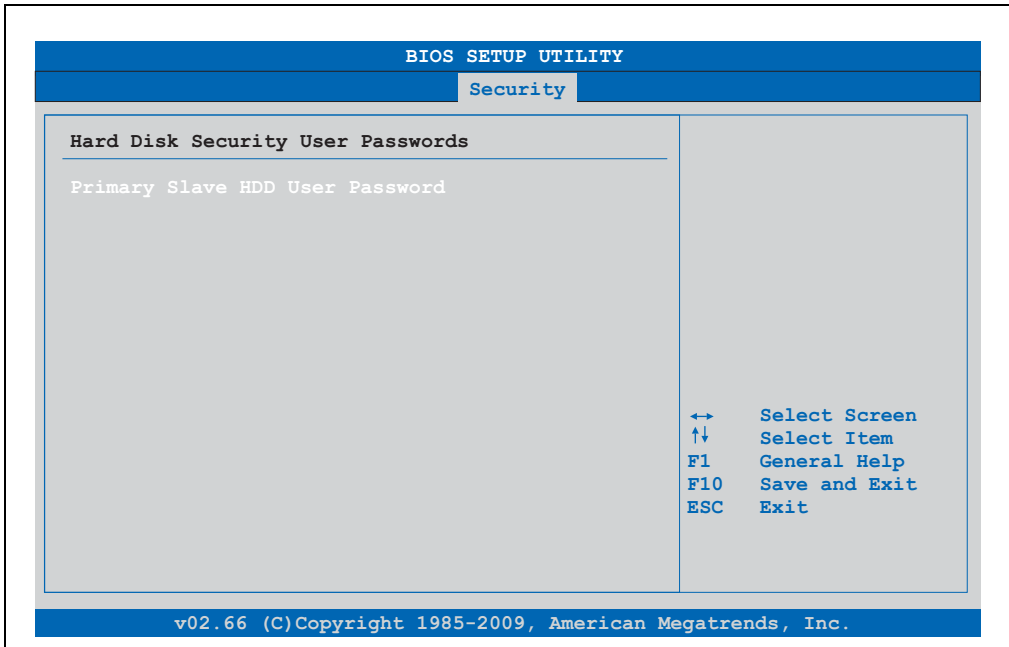 BIOS SETUP UTILITY
Security
Hard Disk Security User Passwords
Primary Slave HDD User Password
↔ Select Screen
↑↓ Select Item
F1 General Help
F10 Save and Exit
ESC Exit
v02.66 (C)Copyright 1985-2009, American Megatrends, Inc.